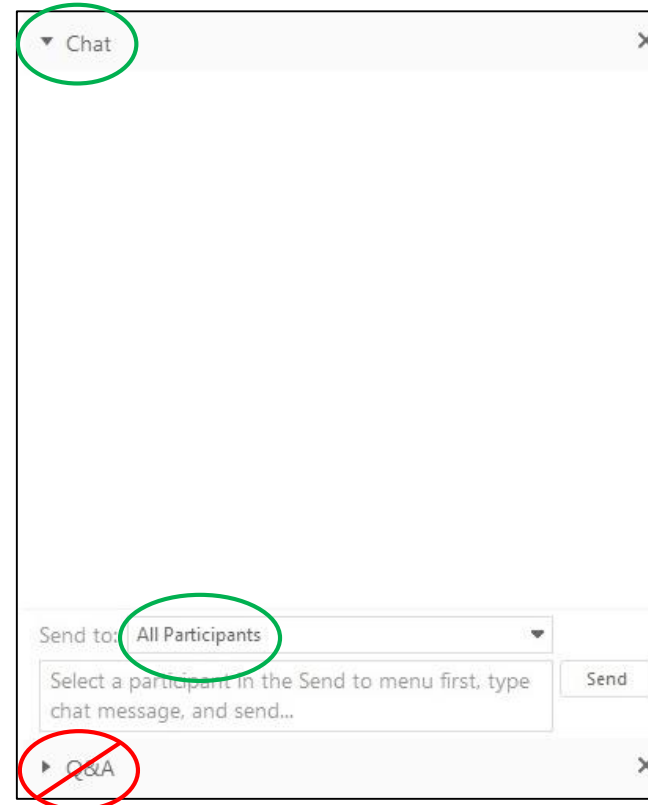 Chat
Send to: All Participants
Select a participant in the Send to menu first, type
chat message, and send...
Send
Q&A